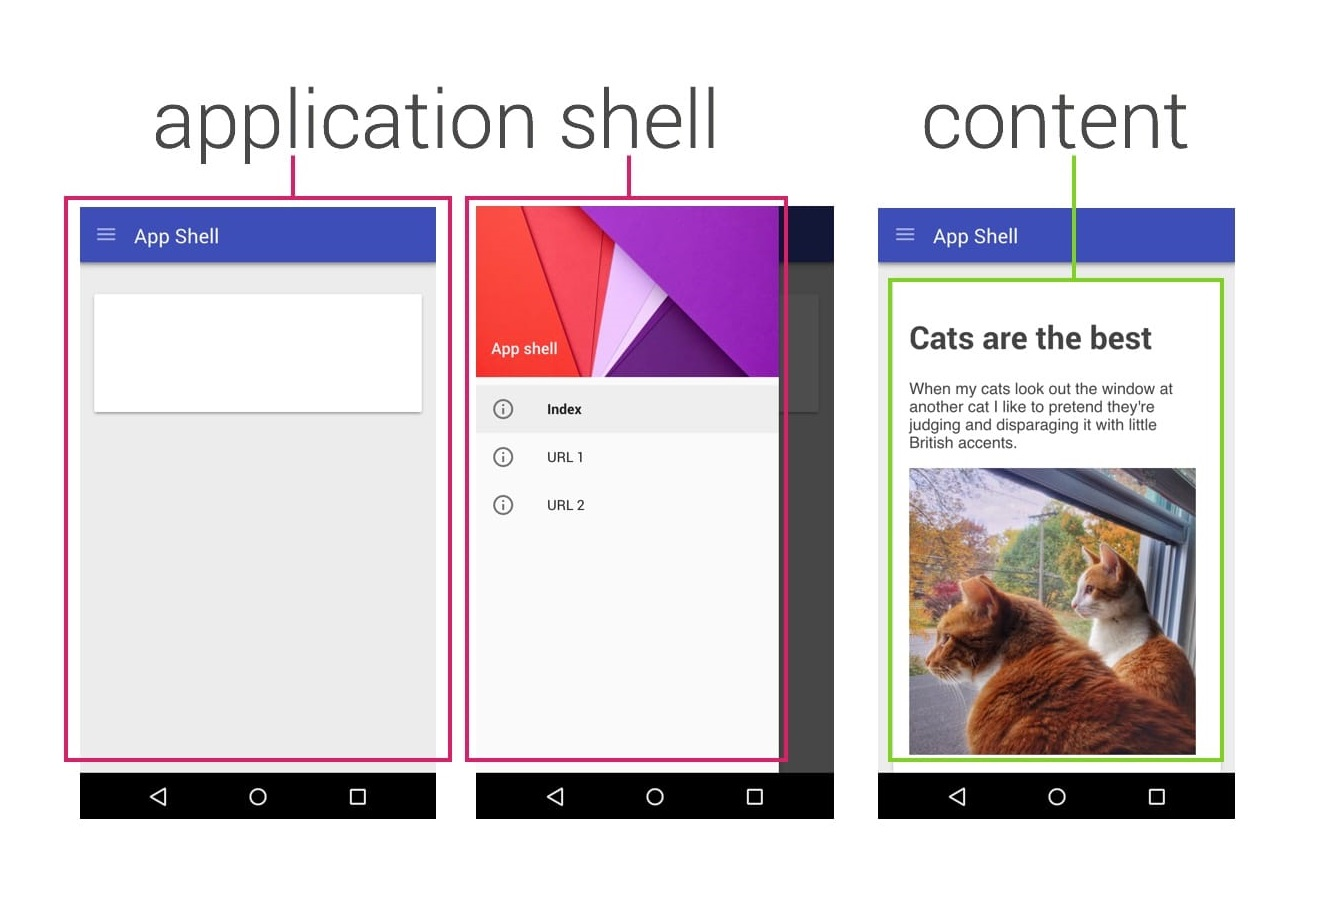 application shell
content
App Shell
App shell
Index
URL 1
URL 2
App Shell
Cats are the best
When my cats look out the window at
another cat I like to pretend they're
judging and disparaging it with little
British accents.